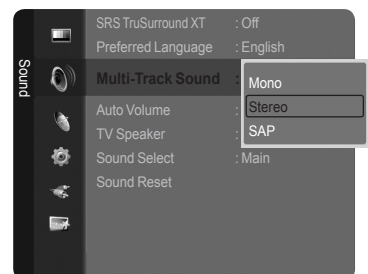 Sound
SRS TruSurround XT : Off
Preferred Language : English
Multi-Track Sound :
Mono
Stereo
SAP
Auto Volume :
TV Speaker :
Sound Select : Main
Sound Reset